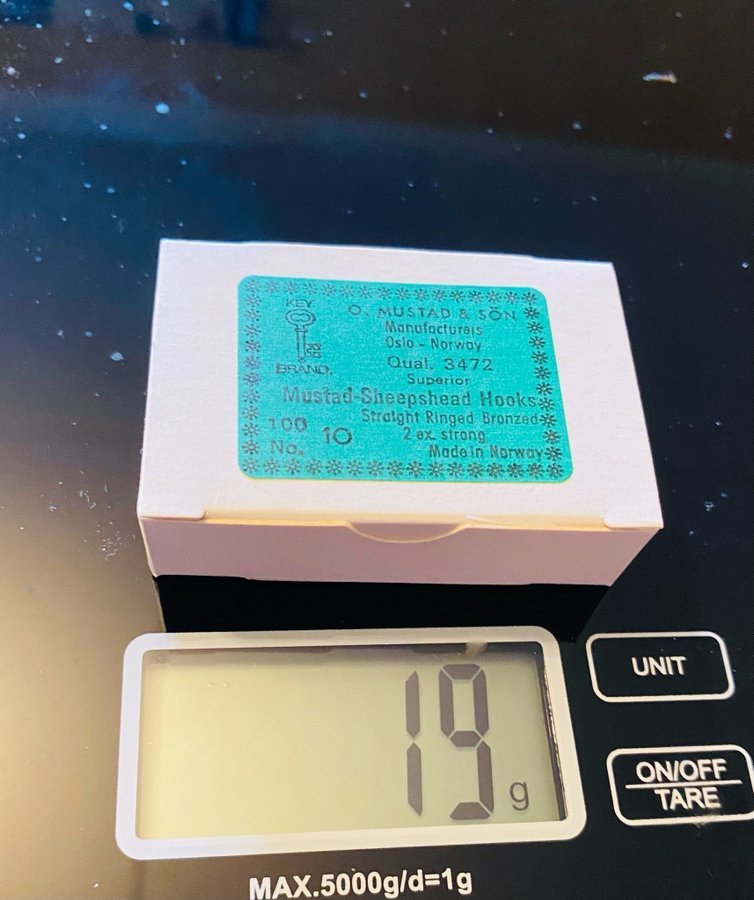 KEY
BRAND.
O. MUSTAD & SÖN
Manufacturers
Oslo - Norway
Qual. 3472
Superior
Mustad-Sheepshead Hooks
Straight Ringed Bronzed
2 ex. strong
Made in Norway
100
No. 10
19 g
UNIT
ON/OFF
TARE
MAX.5000g/d=1g